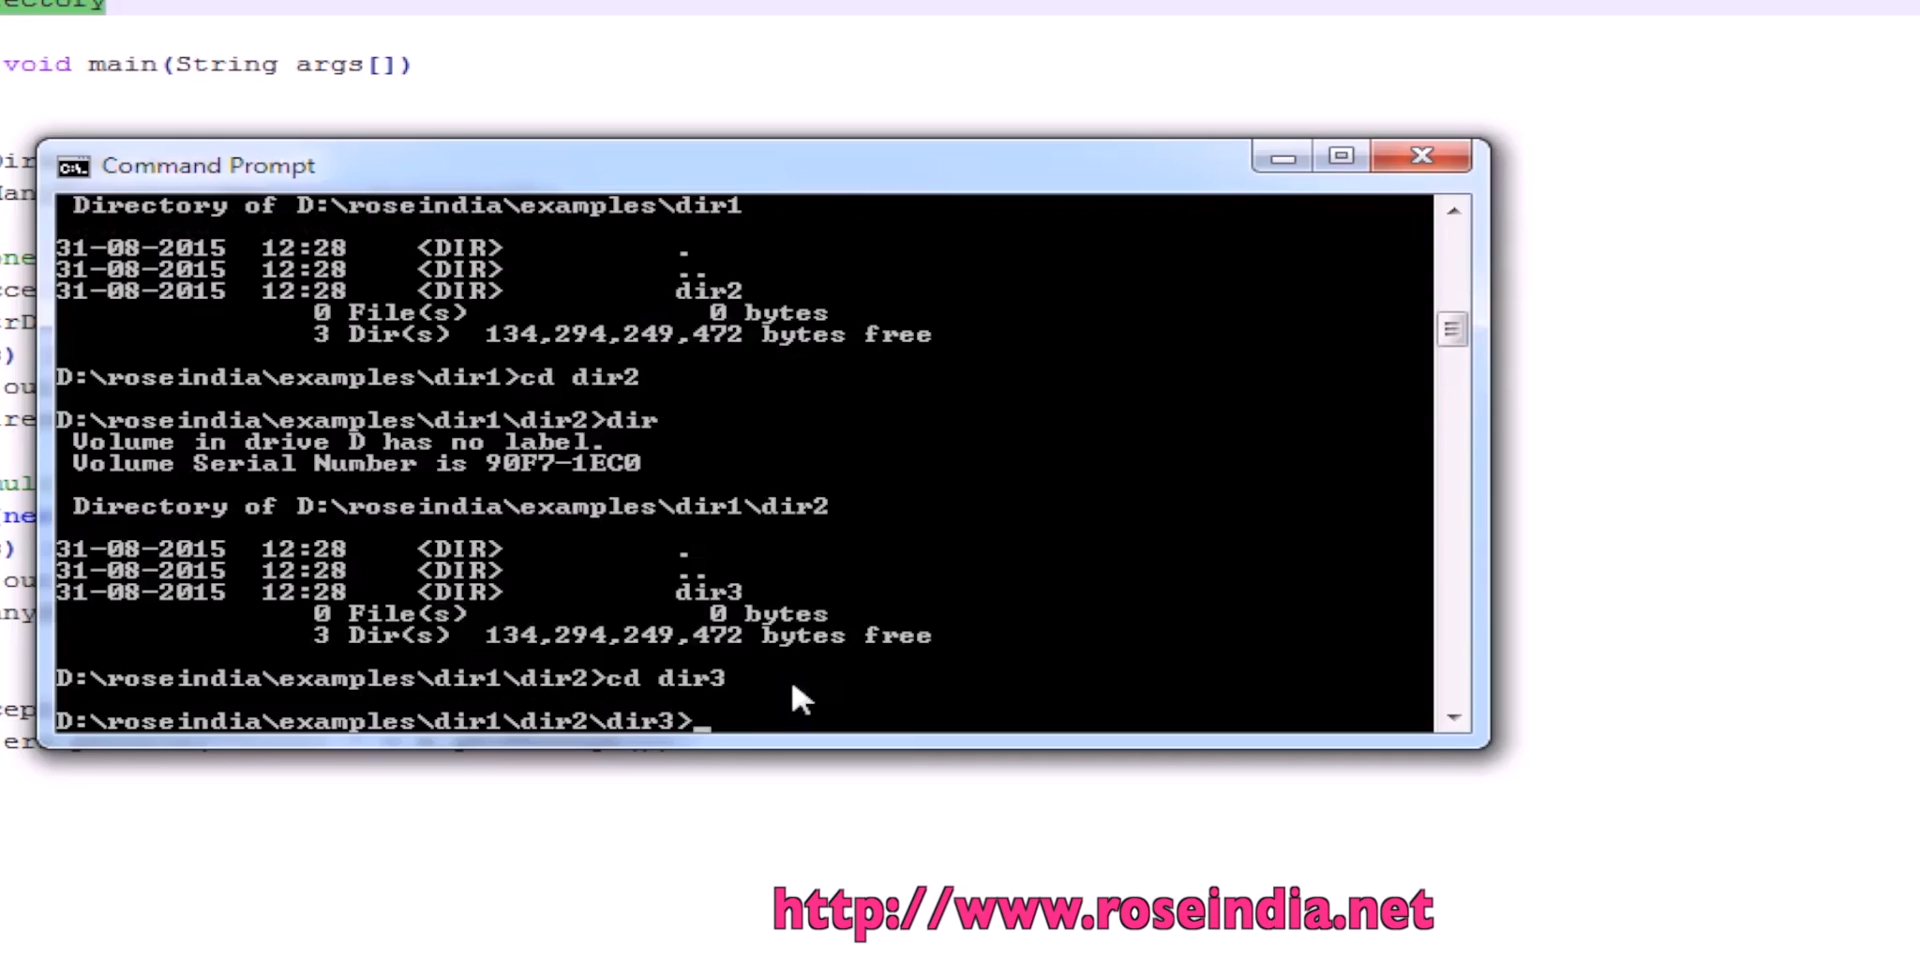 void main(String args[])
Command Prompt
Directory of D:\roseindia\examples\dir1
31-08-2015 12:28 <DIR> .
31-08-2015 12:28 <DIR> ..
31-08-2015 12:28 <DIR> dir2
0 File(s) 0 bytes
3 Dir(s) 134,294,249,472 bytes free
D:\roseindia\examples\dir1>cd dir2
D:\roseindia\examples\dir1\dir2>dir
Volume in drive D has no label.
Volume Serial Number is 90F7-1EC0
Directory of D:\roseindia\examples\dir1\dir2
31-08-2015 12:28 <DIR> .
31-08-2015 12:28 <DIR> ..
31-08-2015 12:28 <DIR> dir3
0 File(s) 0 bytes
3 Dir(s) 134,294,249,472 bytes free
D:\roseindia\examples\dir1\dir2>cd dir3
D:\roseindia\examples\dir1\dir2\dir3>_
http://www.roseindia.net